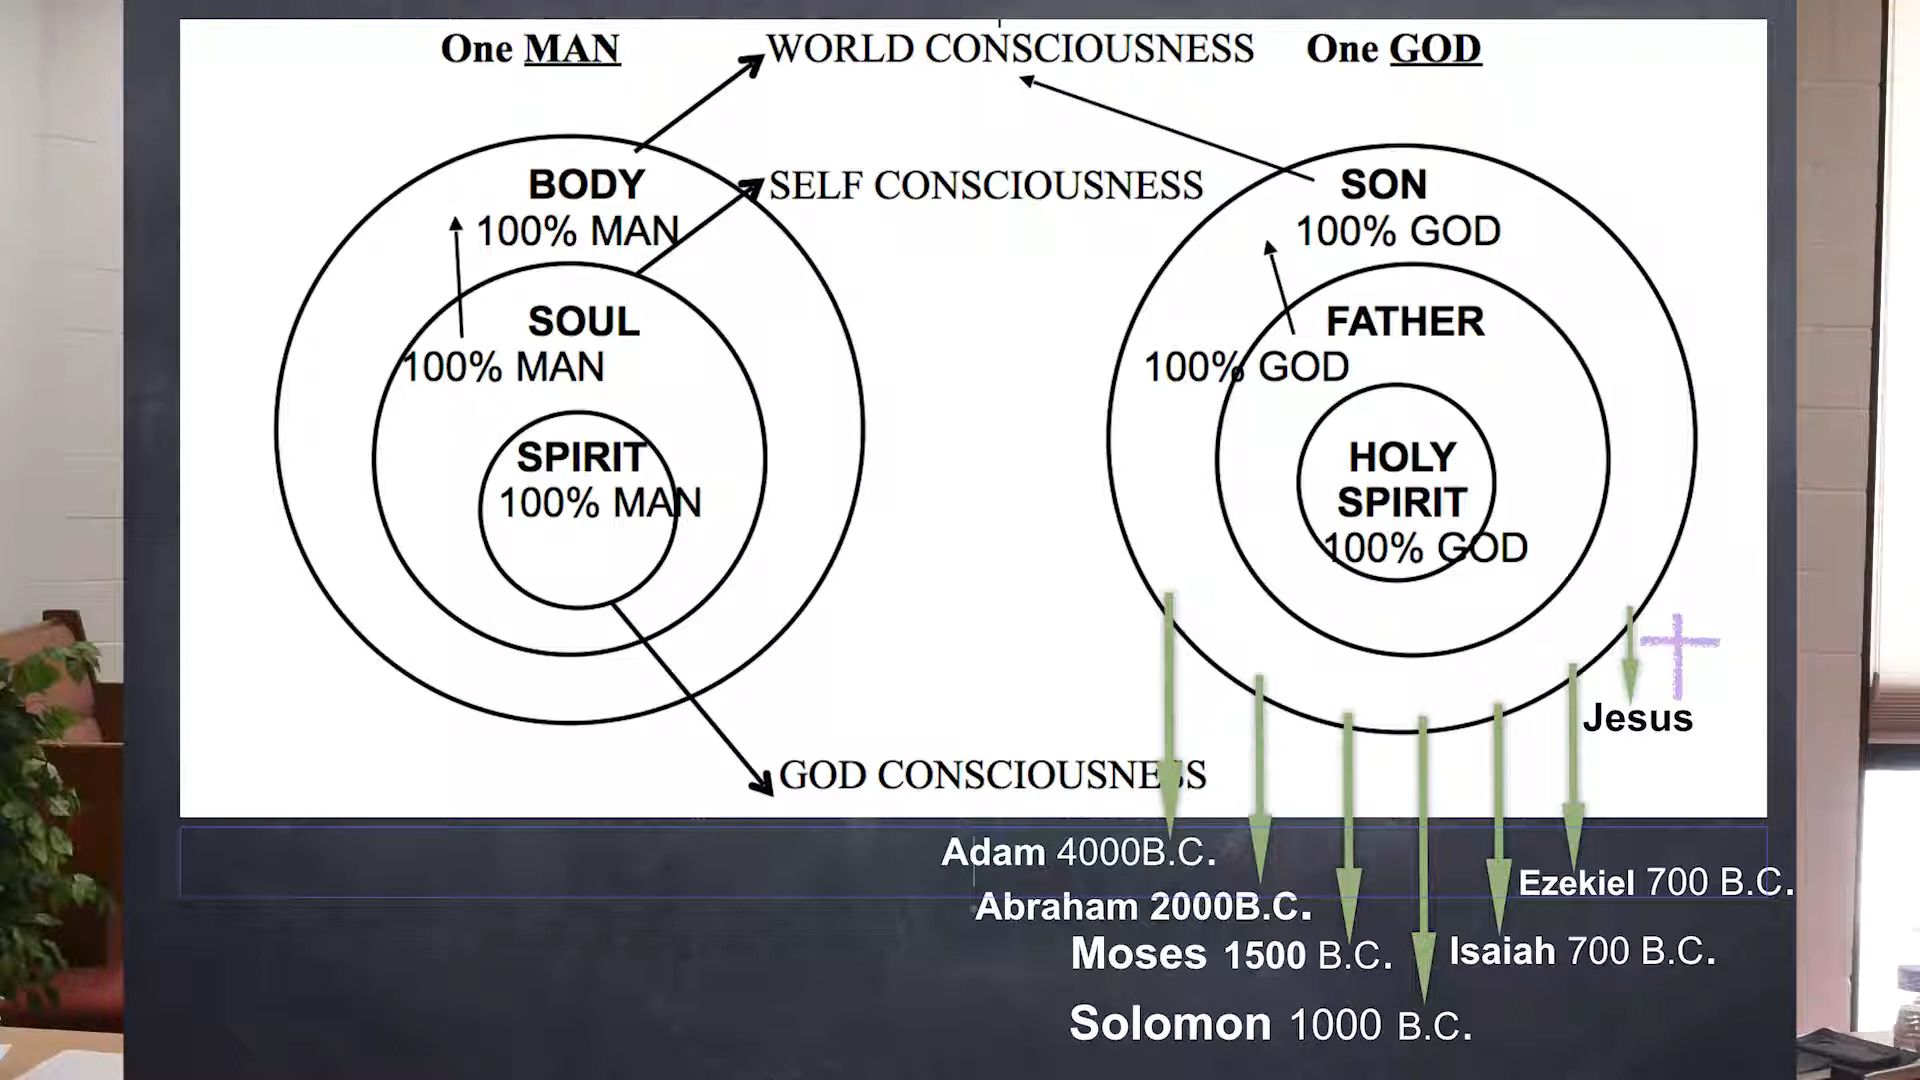 One MAN
WORLD CONSCIOUSNESS
One GOD
BODY
100% MAN
SELF CONSCIOUSNESS
SON
100% GOD
SOUL
100% MAN
FATHER
100% GOD
SPIRIT
100% MAN
HOLY
SPIRIT
100% GOD
Jesus
GOD CONSCIOUSNESS
Adam 4000B.C.
Ezekiel 700 B.C.
Abraham 2000B.C.
Moses 1500 B.C.
Isaiah 700 B.C.
Solomon 1000 B.C.